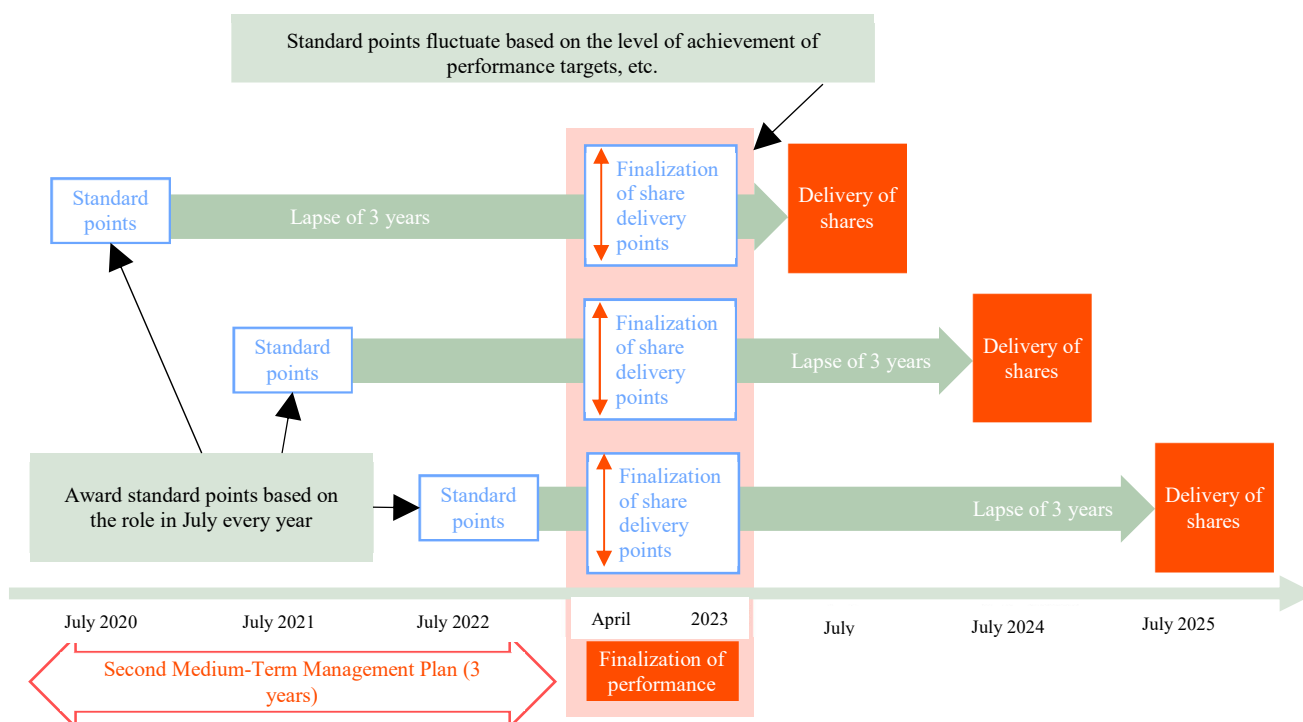 Standard points fluctuate based on the level of achievement of
performance targets, etc.
Standard
points
Lapse of 3 years
Finalization
of share
delivery
points
Delivery of
shares
Standard
points
Finalization
of share
delivery
points
Lapse of 3 years
Delivery of
shares
Award standard points based on
the role in July every year
Standard
points
Finalization
of share
delivery
points
Lapse of 3 years
Delivery of
shares
July 2020
July 2021
July 2022
April 2023
July
July 2024
July 2025
Second Medium-Term Management Plan (3
years)
Finalization of
performance